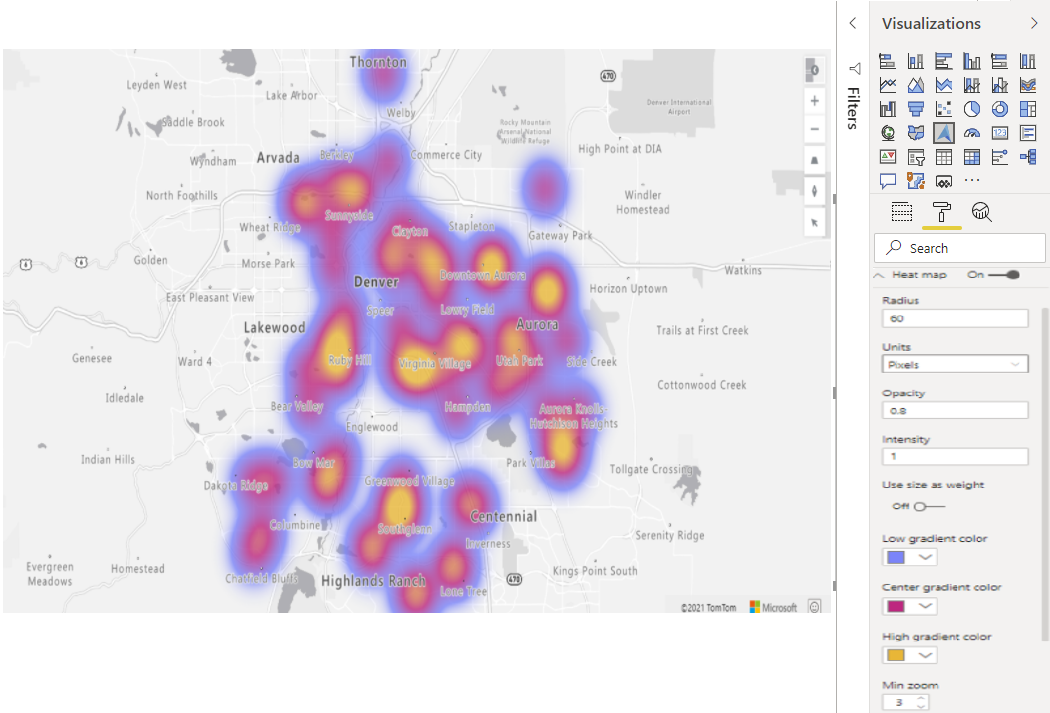 Thornton
470
Leyden West
Lake Arbor
Denver International
Airport
Saddle Brook
Welby
Rocky Mountain
Arsenal National
Wildlife Refuge
High Point at DIA
Wyndham
Arvada
Berkley
Commerce City
North Foothills
Windler
Homestead
Sunnyside
Wheat Ridge
Clayton
Stapleton
Gateway Park
Golden
Morse Park
6
6
Downtown Aurora
Watkins
Denver
Horizon Uptown
East Pleasant View
Speer
Lowry Field
Lakewood
Aurora
Trails at First Creek
Genesee
Ward 4
Ruby Hill
Virginia Village
Utah Park
Side Creek
Cottonwood Creek
Idledale
Bear Valley
Hampden
Aurora Knolls-
Hutchison Heights
Englewood
Indian Hills
Bow Mar
Park Villas
Tollgate Crossing
Dakota Ridge
Greenwood Village
Columbine
Southglenn
Centennial
Serenity Ridge
Inverness
Evergreen
Meadows
Homestead
Chatfield Bluffs
Highlands Ranch
470
Kings Point South
Lone Tree
©2021 TomTom
Microsoft
Filters
Visualizations
123
Search
Heat map
On
Radius
60
Units
Pixels
Opacity
0.8
Intensity
1
Use size as weight
Off
Low gradient color
Center gradient color
High gradient color
Min zoom
3